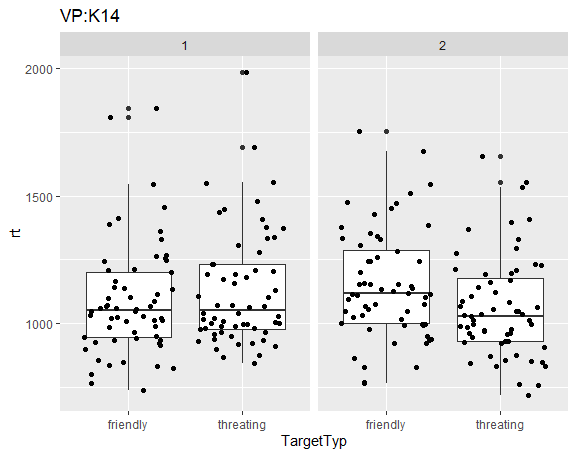 VP:K14
1 2
2000
1500
1000
rt
friendly threating friendly threating
TargetTyp